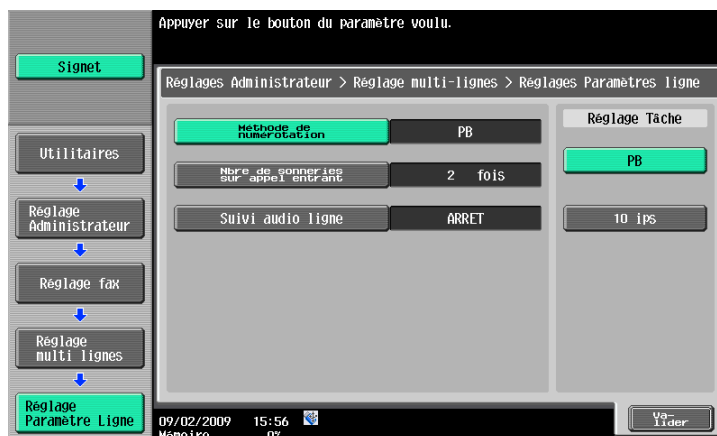 Appuyer sur le bouton du paramètre voulu.
Signet
Réglages Administrateur > Réglage multi-lignes > Réglages Paramètres ligne
Utilitaires
Réglage
Administrateur
Réglage fax
Réglage
multi lignes
Réglage
Paramètre Ligne
Méthode de
numérotation
PB
Nbre de sonneries
sur appel entrant
2 fois
Suivi audio ligne
ARRET
Réglage Tâche
PB
10 ips
09/02/2009 15:56
Mémoire 0%
Va-
lider